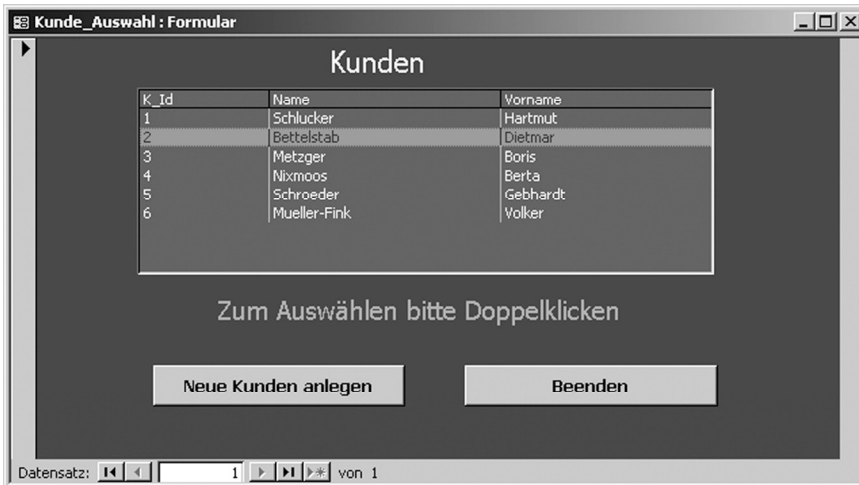 Kunde_Auswahl : Formular
Kunden
K_Id Name Vorname
1 Schlucker Hartmut
2 Bettelstab Dietmar
3 Metzger Boris
4 Nixmoos Berta
5 Schroeder Gebhardt
6 Mueller-Fink Volker
Zum Auswählen bitte Doppelklicken
Neue Kunden anlegen Beenden
Datensatz: 1 von 1